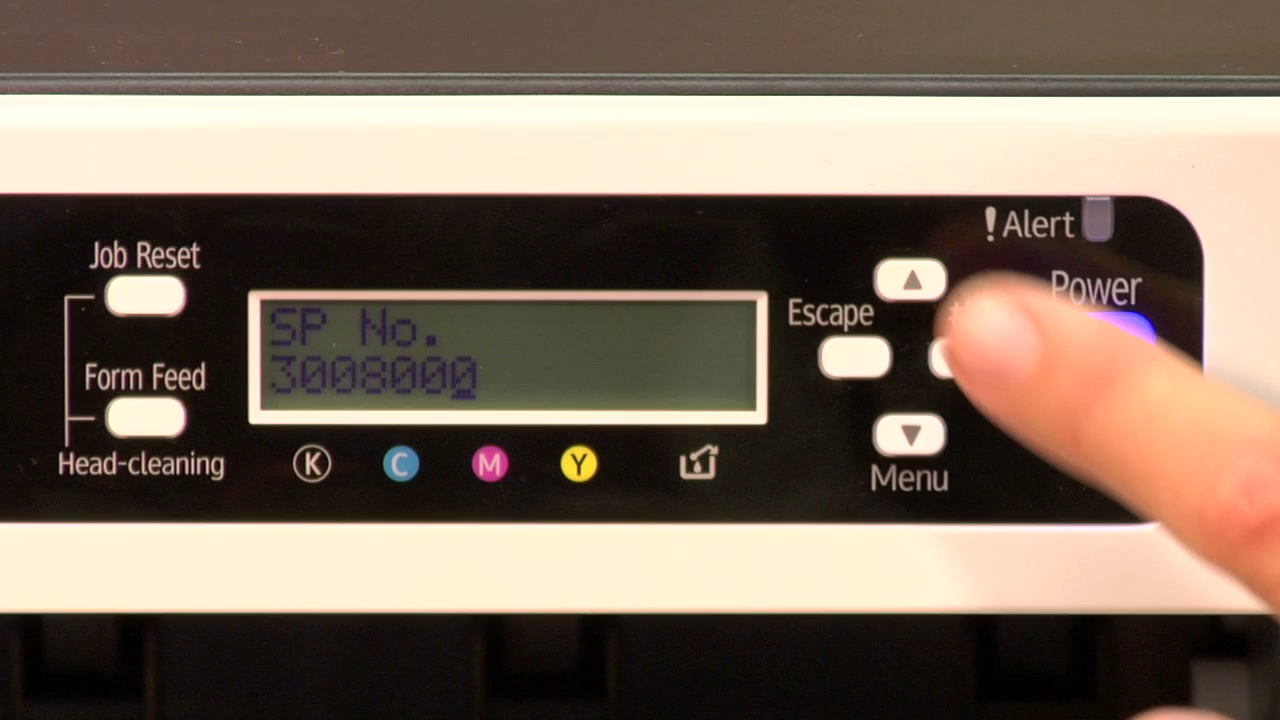 !Alert
Job Reset
Power
SP No.
Escape
3008000
Form Feed
K C M Y
Head-cleaning
Menu